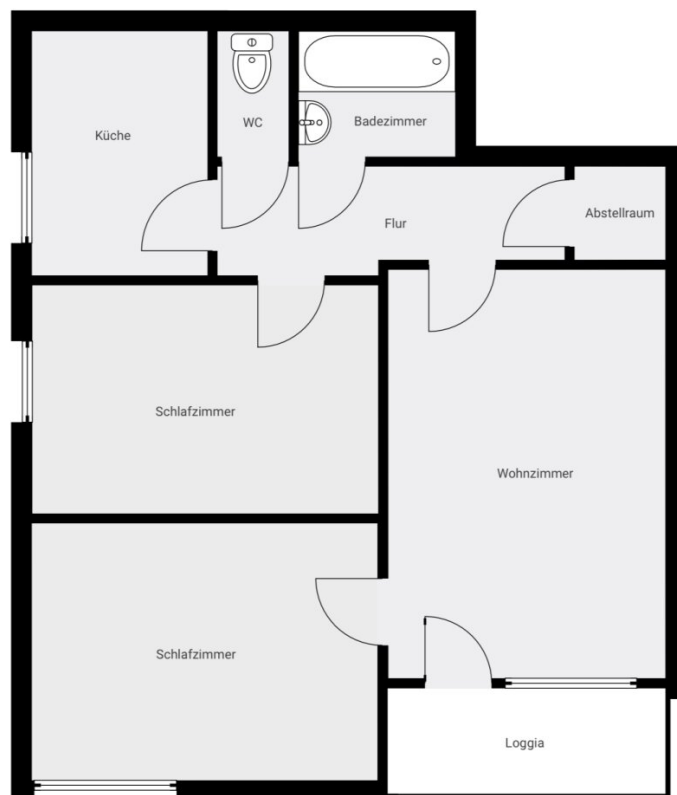 WC
Badezimmer
Küche
Abstellraum
Flur
Schlafzimmer
Wohnzimmer
Schlafzimmer
Loggia